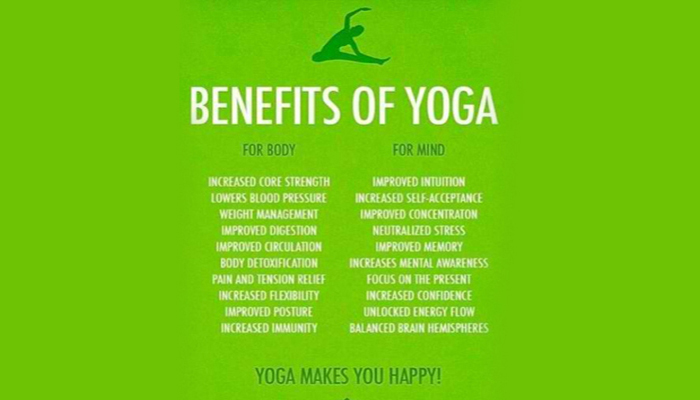 BENEFITS OF YOGA
FOR BODY
INCREASED CORE STRENGTH
LOWERS BLOOD PRESSURE
WEIGHT MANAGEMENT
IMPROVED DIGESTION
IMPROVED CIRCULATION
BODY DETOXIFICATION
PAIN AND TENSION RELIEF
INCREASED FLEXIBILITY
IMPROVED POSTURE
INCREASED IMMUNITY
FOR MIND
IMPROVED INTUITION
INCREASED SELF-ACCEPTANCE
IMPROVED CONCENTRATON
NEUTRALIZED STRESS
IMPROVED MEMORY
INCREASES MENTAL AWARENESS
FOCUS ON THE PRESENT
INCREASED CONFIDENCE
UNLOCKED ENERGY FLOW
BALANCED BRAIN HEMISPHERES
YOGA MAKES YOU HAPPY!